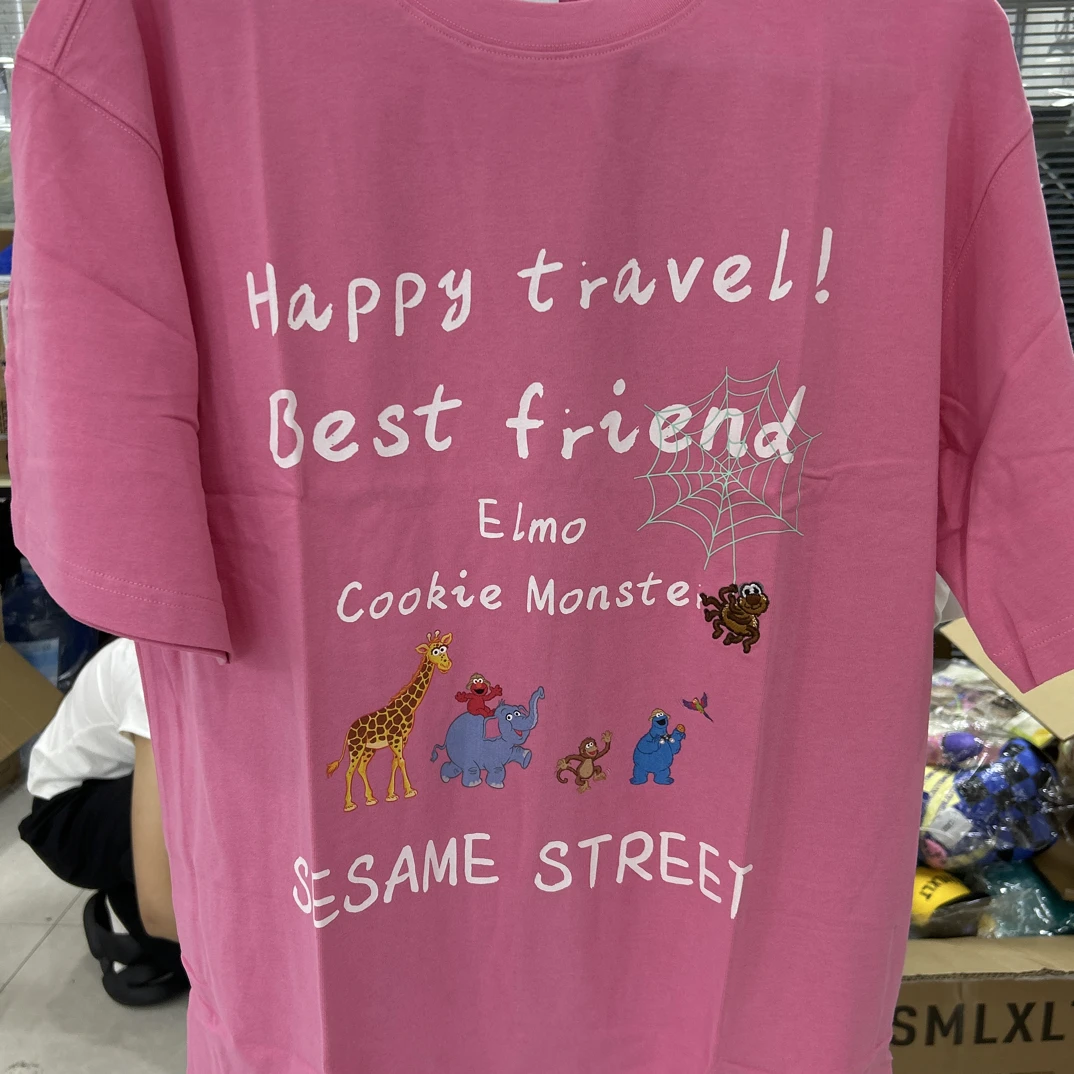 Happy travel!
Best friend
Elmo
Cookie Monster
SESAME STREET
SMLXL